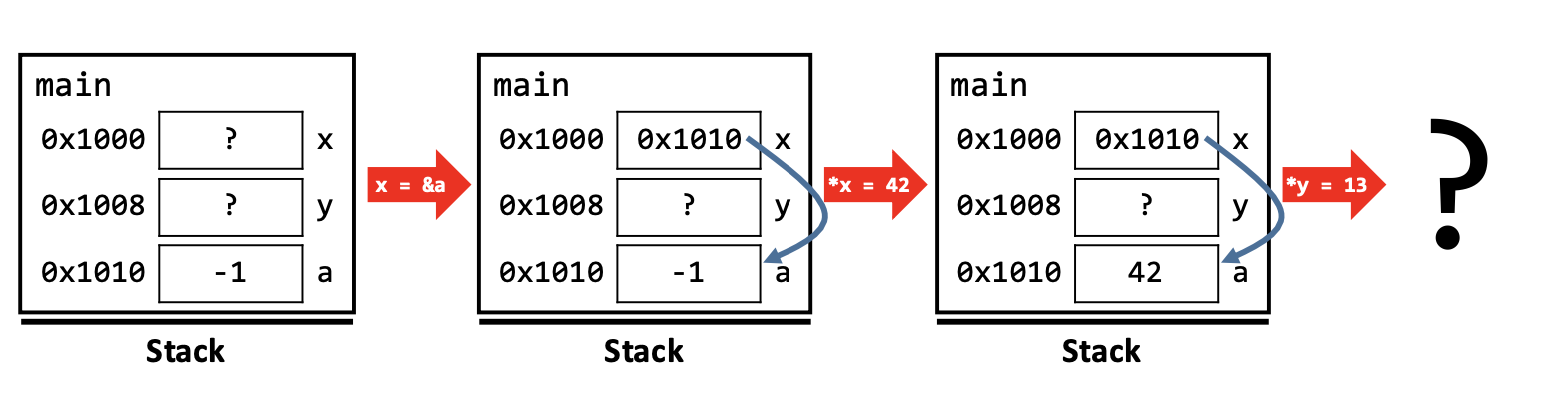 main
0x1000 ? x
0x1008 ? y
0x1010 -1 a
Stack
x = &a
main
0x1000 0x1010 x
0x1008 ? y
0x1010 -1 a
Stack
*x = 42
main
0x1000 0x1010 x
0x1008 ? y
0x1010 42 a
Stack
*y = 13
?